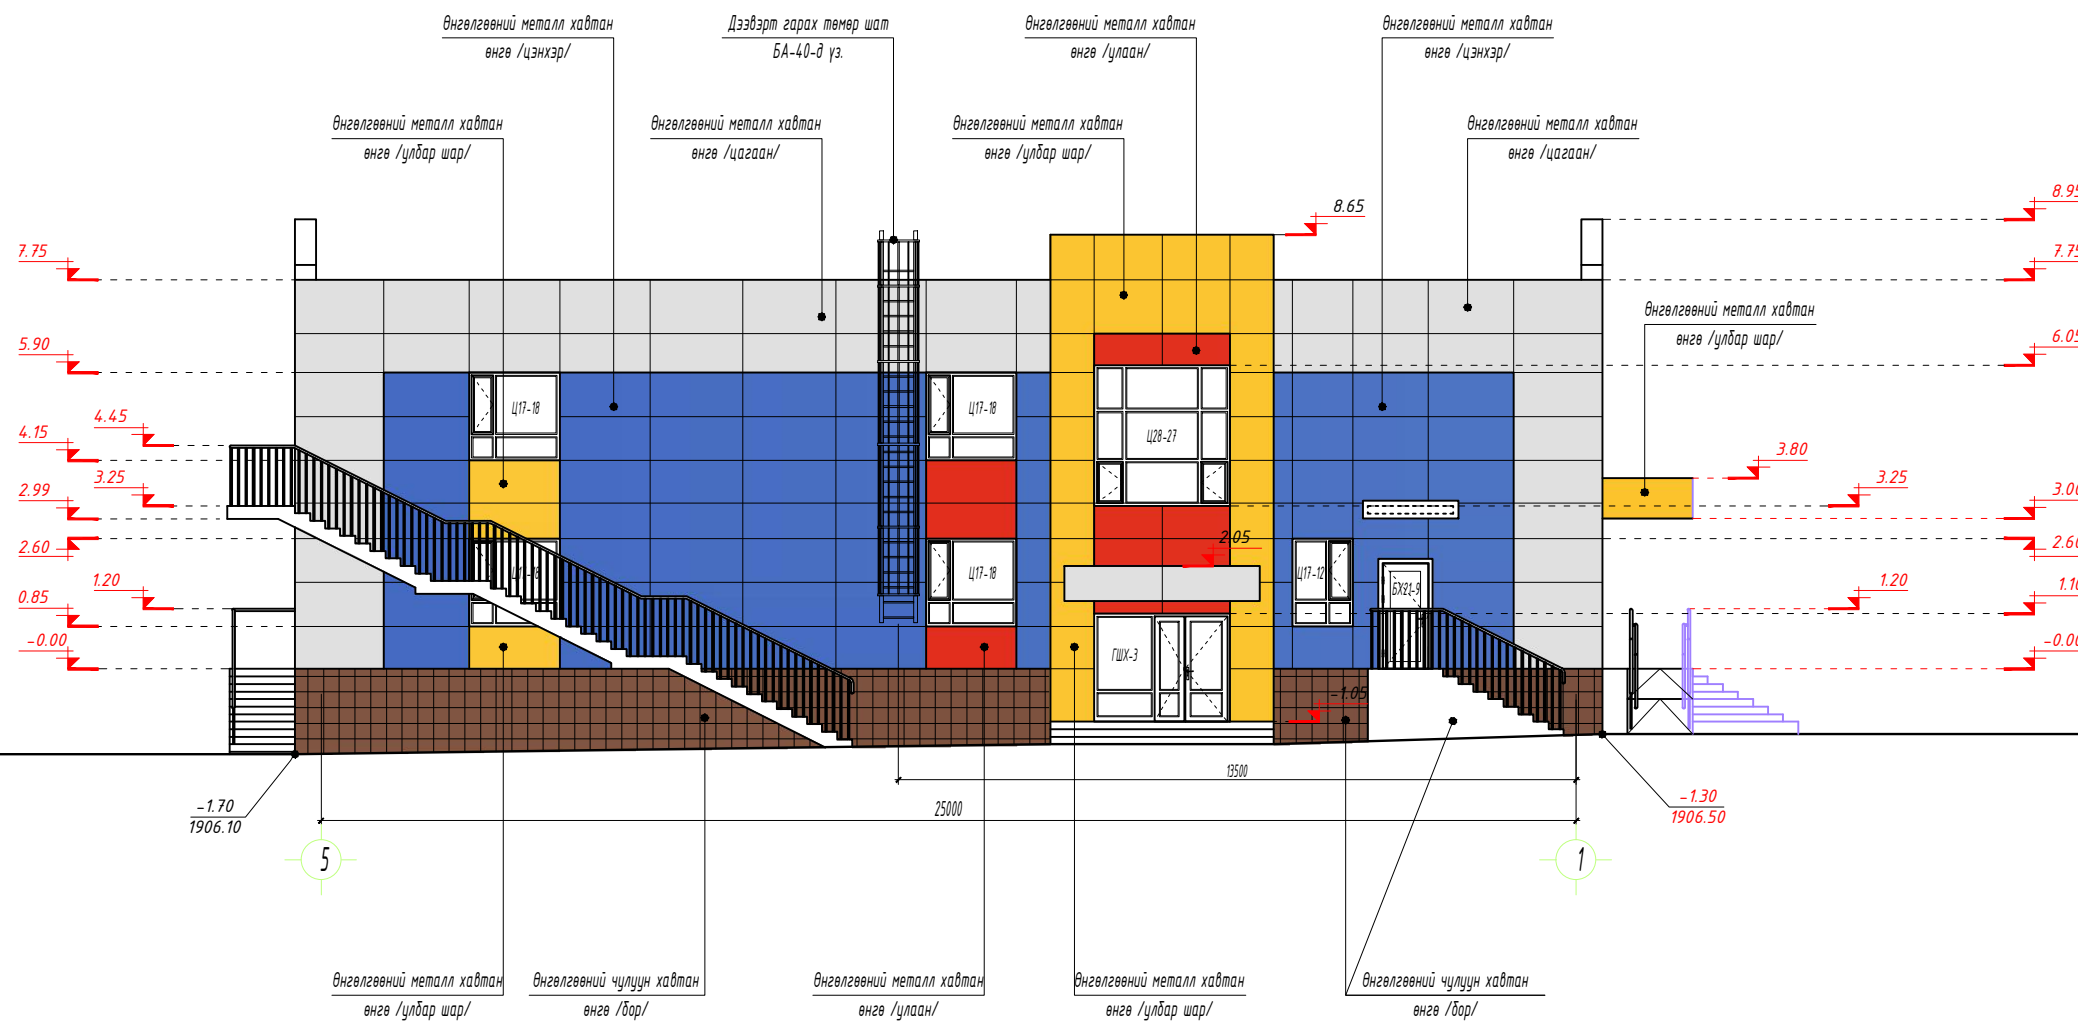 Өнгөлгөөний металл хавтан
өнгө /цэнхэр/
Дээвэрт гарах төмөр шат
БА-40-д үз.
Өнгөлгөөний металл хавтан
өнгө /улаан/
Өнгөлгөөний металл хавтан
өнгө /цэнхэр/
Өнгөлгөөний металл хавтан
өнгө /улбар шар/
Өнгөлгөөний металл хавтан
өнгө /цагаан/
Өнгөлгөөний металл хавтан
өнгө /улбар шар/
Өнгөлгөөний металл хавтан
өнгө /цагаан/
8.65
8.95
7.75
7.75
Өнгөлгөөний металл хавтан
өнгө /улбар шар/
5.90
6.05
4.45
4.15
3.25
2.99
2.60
1.20
0.85
-0.00
Ц17-18
Ц17-18
Ц28-27
3.80
3.25
3.00
2.05
2.60
Ц17-18
Ц17-18
Ц17-12
БХ21-9
1.20
1.10
ГШХ-3
-0.00
-1.05
13500
25000
-1.70
1906.10
-1.30
1906.50
5
1
Өнгөлгөөний металл хавтан
өнгө /улбар шар/
Өнгөлгөөний чулуун хавтан
өнгө /бор/
Өнгөлгөөний металл хавтан
өнгө /улаан/
Өнгөлгөөний металл хавтан
өнгө /улбар шар/
Өнгөлгөөний чулуун хавтан
өнгө /бор/